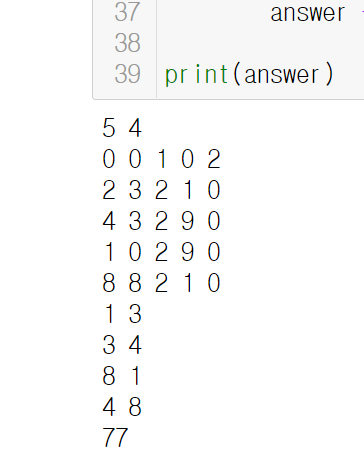 37 answer
38
39 print(answer)
5 4
0 0 1 0 2
2 3 2 1 0
4 3 2 9 0
1 0 2 9 0
8 8 2 1 0
1 3
3 4
8 1
4 8
77